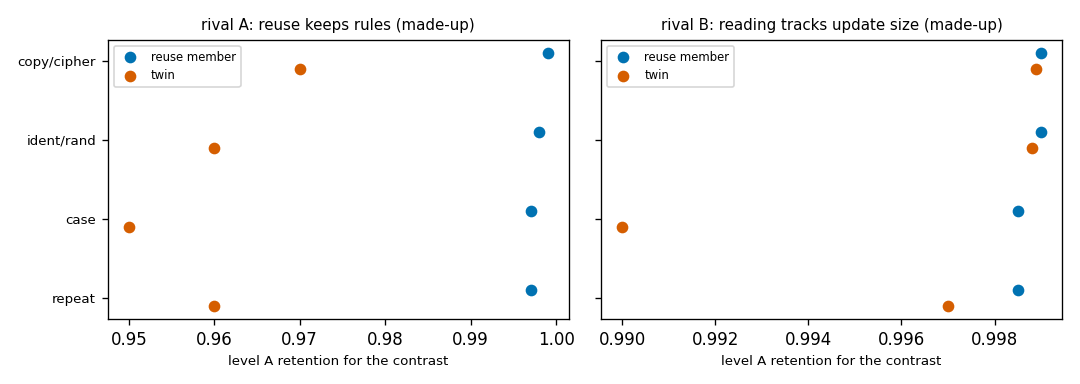 rival A: reuse keeps rules (made-up)
reuse member
twin
copy/cipher
ident/rand
case
repeat
0.95 0.96 0.97 0.98 0.99 1.00
level A retention for the contrast
rival B: reading tracks update size (made-up)
reuse member
twin
0.990 0.992 0.994 0.996 0.998
level A retention for the contrast